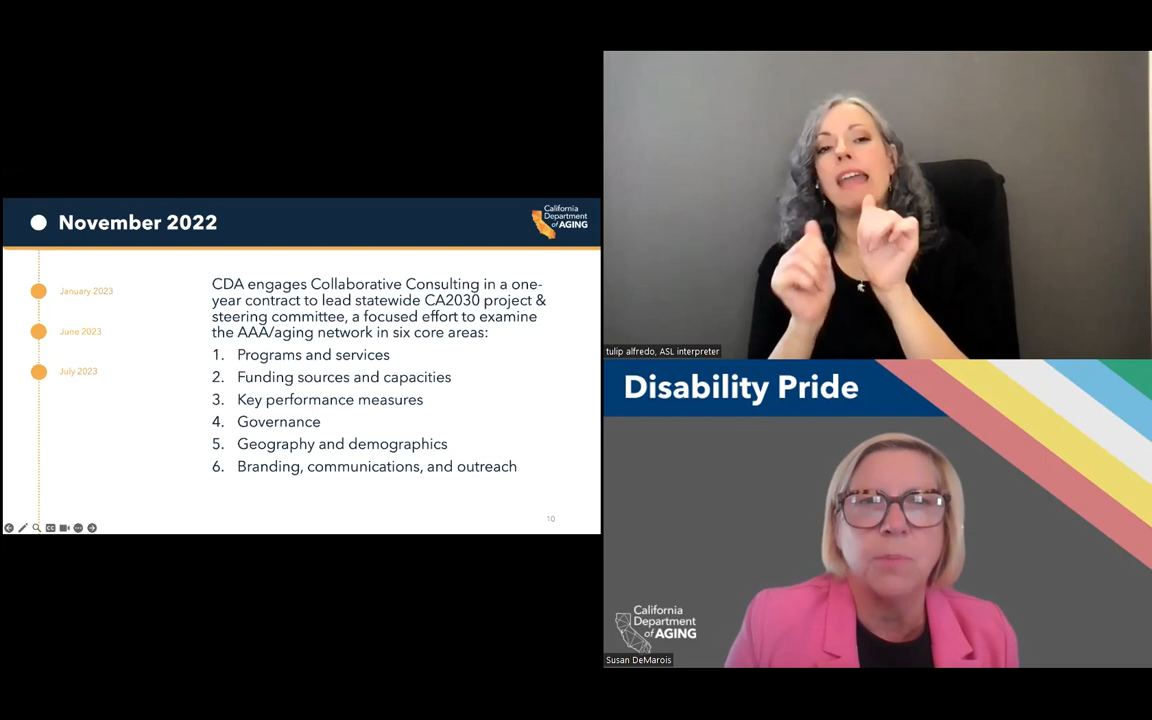 November 2022
California
Department
of AGING
January 2023
June 2023
July 2023
CDA engages Collaborative Consulting in a one-
year contract to lead statewide CA2030 project &
steering committee, a focused effort to examine
the AAA/aging network in six core areas:
1. Programs and services
2. Funding sources and capacities
3. Key performance measures
4. Governance
5. Geography and demographics
6. Branding, communications, and outreach
10
tulip alfredo, ASL interpreter
Disability Pride
California
Department
of AGING
Susan DeMarois